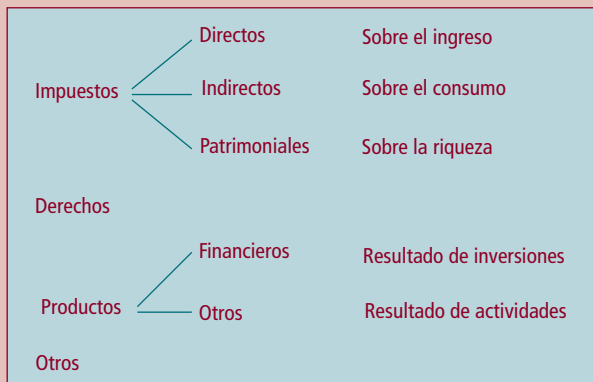 Directos Sobre el ingreso
Impuestos Indirectos Sobre el consumo
Patrimoniales Sobre la riqueza
Derechos
Financieros Resultado de inversiones
Productos Otros Resultado de actividades
Otros